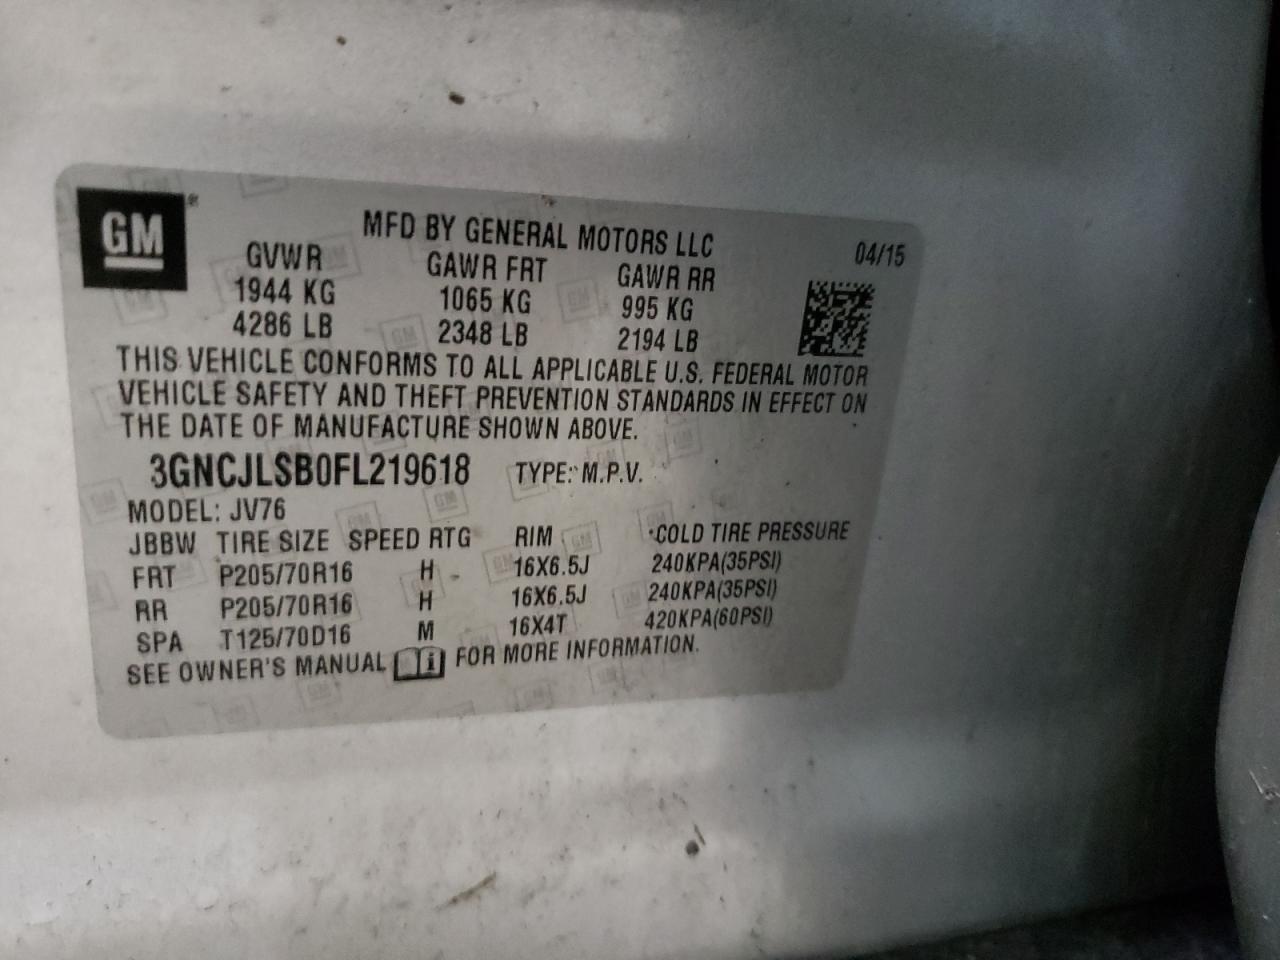 GM
MFD BY GENERAL MOTORS LLC 04/15
GVWR GAWR FRT GAWR RR
1944 KG 1065 KG 995 KG
4286 LB 2348 LB 2194 LB
THIS VEHICLE CONFORMS TO ALL APPLICABLE U.S. FEDERAL MOTOR
VEHICLE SAFETY AND THEFT PREVENTION STANDARDS IN EFFECT ON
THE DATE OF MANUFACTURE SHOWN ABOVE.
3GNCJLSB0FL219618 TYPE: M.P.V.
MODEL: JV76
JBBW TIRE SIZE SPEED RTG RIM COLD TIRE PRESSURE
FRT P205/70R16 H 16X6.5J 240KPA(35PSI)
RR P205/70R16 H 16X6.5J 240KPA(35PSI)
SPA T125/70D16 M 16X4T 420KPA(60PSI)
SEE OWNER'S MANUAL FOR MORE INFORMATION.